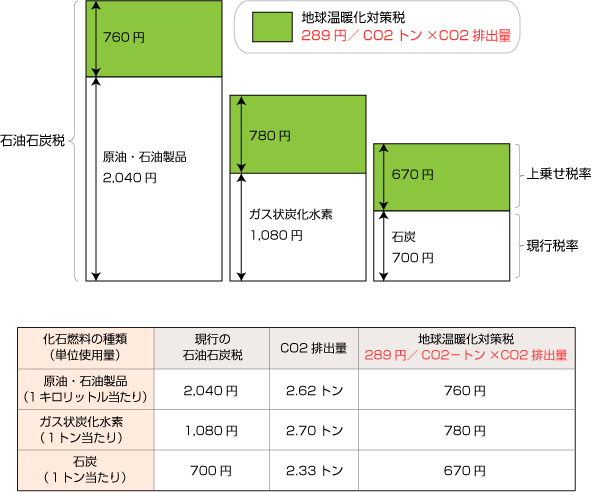 地球温暖化対策税
289円／CO2トン×CO2排出量
760円
石油石炭税
原油・石油製品
2,040円
780円
ガス状炭化水素
1,080円
670円
上乗せ税率
石炭
700円
現行税率
化石燃料の種類
（単位使用量）
現行の
石油石炭税
CO2排出量
地球温暖化対策税
289円／CO2－トン×CO2排出量
原油・石油製品
（1キロリットル当たり）
2,040円
2.62トン
760円
ガス状炭化水素
（1トン当たり）
1,080円
2.70トン
780円
石炭
（1トン当たり）
700円
2.33トン
670円